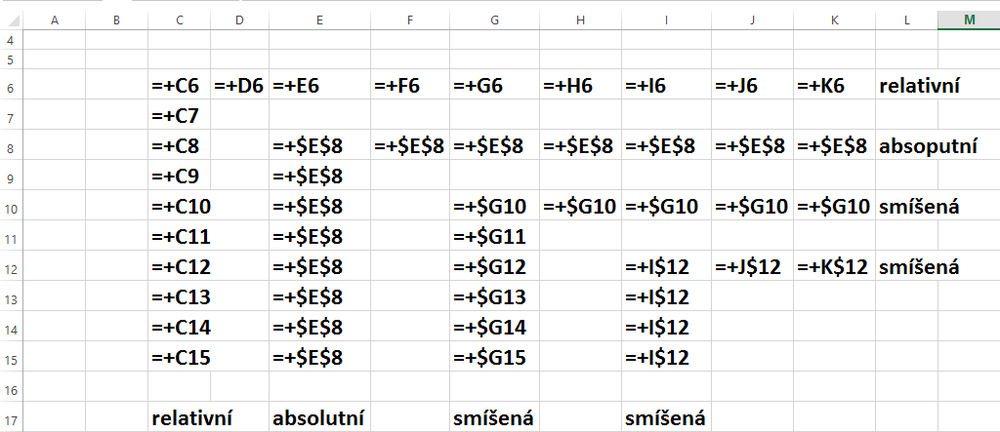 A B C D E F G H I J K L M
4
5
6 =+C6 =+D6 =+E6 =+F6 =+G6 =+H6 =+I6 =+J6 =+K6 relativní
7 =+C7
8 =+C8 =+$E$8 =+$E$8 =+$E$8 =+$E$8 =+$E$8 =+$E$8 =+$E$8 absoputní
9 =+C9 =+$E$8
10 =+C10 =+$E$8 =+$G10 =+$G10 =+$G10 =+$G10 =+$G10 smíšená
11 =+C11 =+$E$8 =+$G11
12 =+C12 =+$E$8 =+$G12 =+I$12 =+J$12 =+K$12 smíšená
13 =+C13 =+$E$8 =+$G13 =+I$12
14 =+C14 =+$E$8 =+$G14 =+I$12
15 =+C15 =+$E$8 =+$G15 =+I$12
16
17 relativní absolutní smíšená smíšená